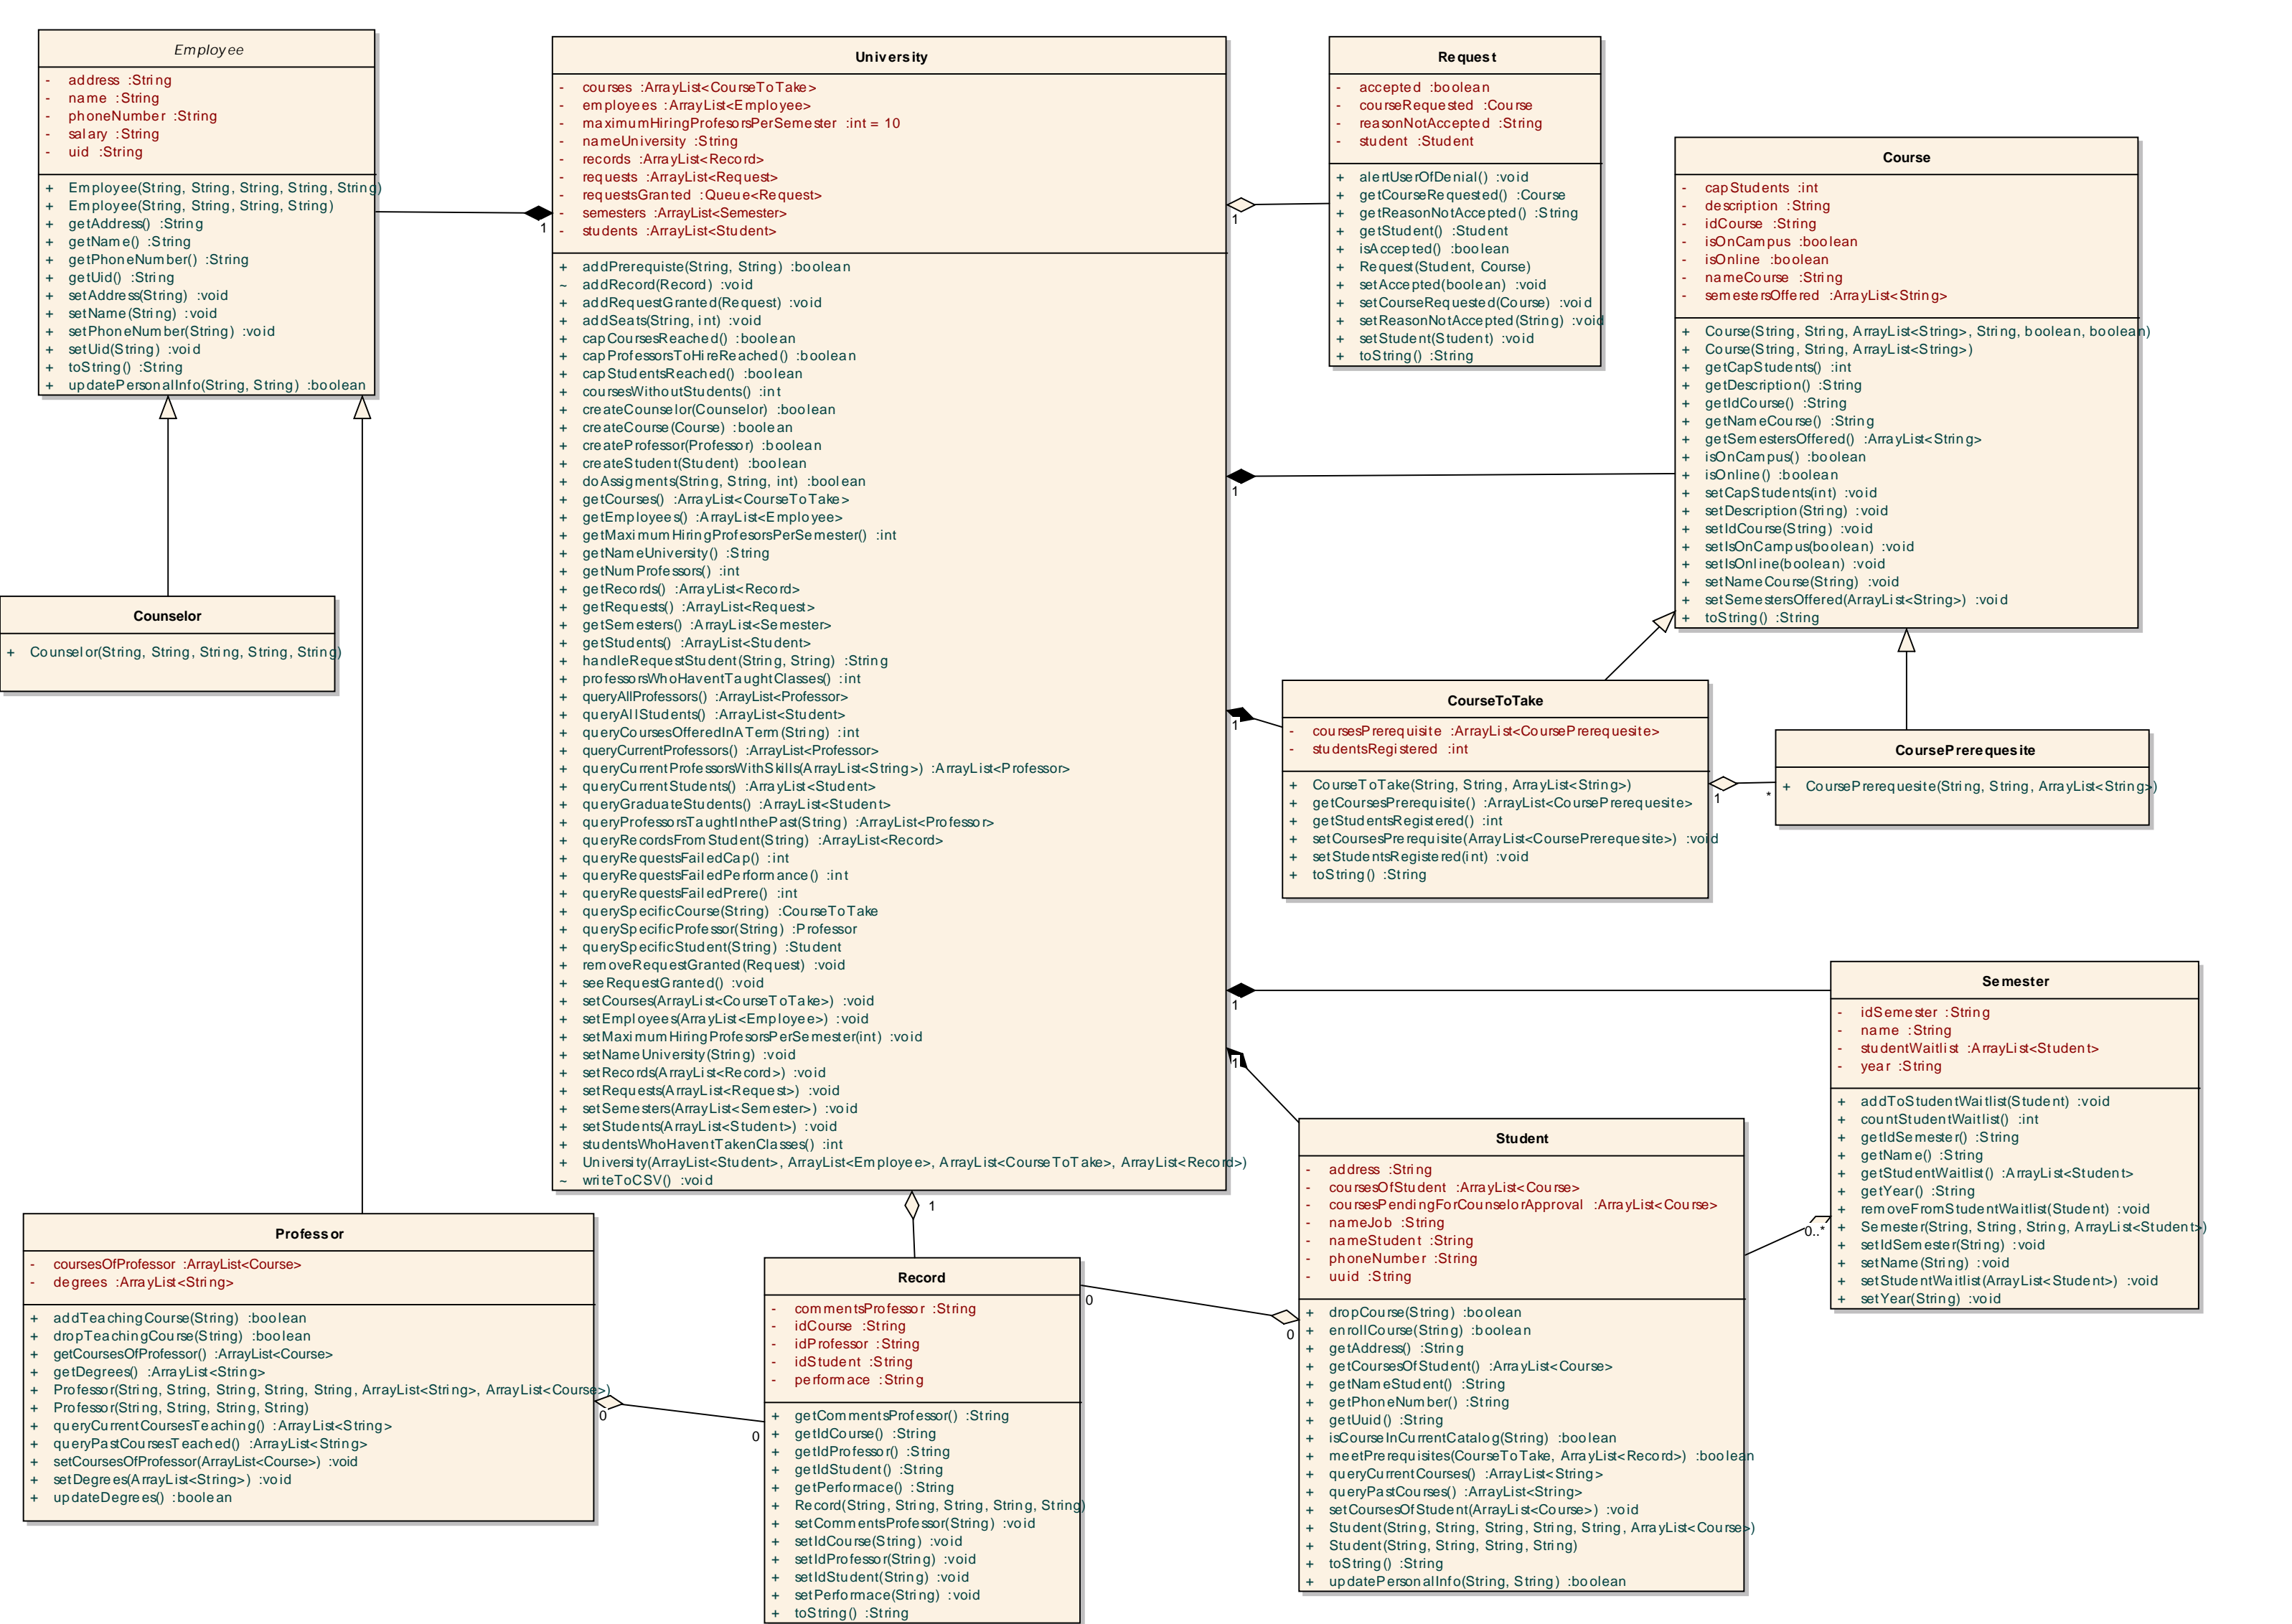 Employee
- address :String
- name :String
- phoneNumber :String
- salary :String
- uid :String
+ Employee(String, String, String, String, String)
+ Employee(String, String, String, String)
+ getAddress() :String
+ getName() :String
+ getPhoneNumber() :String
+ getUid() :String
+ setAddress(String) :void
+ setName(String) :void
+ setPhoneNumber(String) :void
+ setUid(String) :void
+ toString() :String
+ updatePersonalInfo(String, String) :boolean
1
University
- courses :ArrayList<CourseToTake>
- employees :ArrayList<Employee>
- maximumHiringProfesorsPerSemester :int = 10
- nameUniversity :String
- records :ArrayList<Record>
- requests :ArrayList<Request>
- requestsGranted :Queue<Request>
- semesters :ArrayList<Semester>
- students :ArrayList<Student>
+ addPrerequiste(String, String) :boolean
~ addRecord(Record) :void
+ addRequestGranted(Request) :void
+ addSeats(String, int) :void
+ capCoursesReached() :boolean
+ capProfessorsToHireReached() :boolean
+ capStudentsReached() :boolean
+ coursesWithoutStudents() :int
+ createCounselor(Counselor) :boolean
+ createCourse(Course) :boolean
+ createProfessor(Professor) :boolean
+ createStudent(Student) :boolean
+ doAssigments(String, String, int) :boolean
+ getCourses() :ArrayList<CourseToTake>
+ getEmployees() :ArrayList<Employee>
+ getMaximumHiringProfesorsPerSemester() :int
+ getNameUniversity() :String
+ getNumProfessors() :int
+ getRecords() :ArrayList<Record>
+ getRequests() :ArrayList<Request>
+ getSemesters() :ArrayList<Semester>
+ getStudents() :ArrayList<Student>
+ handleRequestStudent(String, String) :String
+ professorsWhoHaventTaughtClasses() :int
+ queryAllProfessors() :ArrayList<Professor>
+ queryAllStudents() :ArrayList<Student>
+ queryCoursesOfferedInATerm(String) :int
+ queryCurrentProfessors() :ArrayList<Professor>
+ queryCurrentProfessorsWithSkills(ArrayList<String>) :ArrayList<Professor>
+ queryCurrentStudents() :ArrayList<Student>
+ queryGraduateStudents() :ArrayList<Student>
+ queryProfessorsTaughtInthePast(String) :ArrayList<Professor>
+ queryRecordsFromStudent(String) :ArrayList<Record>
+ queryRequestsFailedCap() :int
+ queryRequestsFailedPerformance() :int
+ queryRequestsFailedPrere() :int
+ querySpecificCourse(String) :CourseToTake
+ querySpecificProfessor(String) :Professor
+ querySpecificStudent(String) :Student
+ removeRequestGranted(Request) :void
+ seeRequestGranted() :void
+ setCourses(ArrayList<CourseToTake>) :void
+ setEmployees(ArrayList<Employee>) :void
+ setMaximumHiringProfesorsPerSemester(int) :void
+ setNameUniversity(String) :void
+ setRecords(ArrayList<Record>) :void
+ setRequests(ArrayList<Request>) :void
+ setSemesters(ArrayList<Semester>) :void
+ setStudents(ArrayList<Student>) :void
+ studentsWhoHaventTakenClasses() :int
+ University(ArrayList<Student>, ArrayList<Employee>, ArrayList<CourseToTake>, ArrayList<Record>)
~ writeToCSV() :void
1
1
1
1
1
1
Request
- accepted :boolean
- courseRequested :Course
- reasonNotAccepted :String
- student :Student
+ alertUserOfDenial() :void
+ getCourseRequested() :Course
+ getReasonNotAccepted() :String
+ getStudent() :Student
+ isAccepted() :boolean
+ Request(Student, Course)
+ setAccepted(boolean) :void
+ setCourseRequested(Course) :void
+ setReasonNotAccepted(String) :void
+ setStudent(Student) :void
+ toString() :String
Course
- capStudents :int
- description :String
- idCourse :String
- isOnCampus :boolean
- isOnline :boolean
- nameCourse :String
- semestersOffered :ArrayList<String>
+ Course(String, String, ArrayList<String>, String, boolean, boolean)
+ Course(String, String, ArrayList<String>)
+ getCapStudents() :int
+ getDescription() :String
+ getIdCourse() :String
+ getNameCourse() :String
+ getSemestersOffered() :ArrayList<String>
+ isOnCampus() :boolean
+ isOnline() :boolean
+ setCapStudents(int) :void
+ setDescription(String) :void
+ setIdCourse(String) :void
+ setIsOnCampus(boolean) :void
+ setIsOnline(boolean) :void
+ setNameCourse(String) :void
+ setSemestersOffered(ArrayList<String>) :void
+ toString() :String
Counselor
+ Counselor(String, String, String, String, String)
CourseToTake
- coursesPrerequisite :ArrayList<CoursePrerequesite>
- studentsRegistered :int
+ CourseToTake(String, String, ArrayList<String>)
+ getCoursesPrerequisite() :ArrayList<CoursePrerequesite>
+ getStudentsRegistered() :int
+ setCoursesPrerequisite(ArrayList<CoursePrerequesite>) :void
+ setStudentsRegistered(int) :void
+ toString() :String
1
*
CoursePrerequesite
+ CoursePrerequesite(String, String, ArrayList<String>)
Semester
- idSemester :String
- name :String
- studentWaitlist :ArrayList<Student>
- year :String
+ addToStudentWaitlist(Student) :void
+ countStudentWaitlist() :int
+ getIdSemester() :String
+ getName() :String
+ getStudentWaitlist() :ArrayList<Student>
+ getYear() :String
+ removeFromStudentWaitlist(Student) :void
+ Semester(String, String, String, ArrayList<Student>)
+ setIdSemester(String) :void
+ setName(String) :void
+ setStudentWaitlist(ArrayList<Student>) :void
+ setYear(String) :void
0..*
Student
- address :String
- coursesOfStudent :ArrayList<Course>
- coursesPendingForCounselorApproval :ArrayList<Course>
- nameJob :String
- nameStudent :String
- phoneNumber :String
- uuid :String
+ dropCourse(String) :boolean
+ enrollCourse(String) :boolean
+ getAddress() :String
+ getCoursesOfStudent() :ArrayList<Course>
+ getNameStudent() :String
+ getPhoneNumber() :String
+ getUuid() :String
+ isCourseInCurrentCatalog(String) :boolean
+ meetPrerequisites(CourseToTake, ArrayList<Record>) :boolean
+ queryCurrentCourses() :ArrayList<String>
+ queryPastCourses() :ArrayList<String>
+ setCoursesOfStudent(ArrayList<Course>) :void
+ Student(String, String, String, String, String, ArrayList<Course>)
+ Student(String, String, String, String)
+ toString() :String
+ updatePersonalInfo(String, String) :boolean
0
0
Professor
- coursesOfProfessor :ArrayList<Course>
- degrees :ArrayList<String>
+ addTeachingCourse(String) :boolean
+ dropTeachingCourse(String) :boolean
+ getCoursesOfProfessor() :ArrayList<Course>
+ getDegrees() :ArrayList<String>
+ Professor(String, String, String, String, String, ArrayList<String>, ArrayList<Course>)
+ Professor(String, String, String, String)
+ queryCurrentCoursesTeaching() :ArrayList<String>
+ queryPastCoursesTeached() :ArrayList<String>
+ setCoursesOfProfessor(ArrayList<Course>) :void
+ setDegrees(ArrayList<String>) :void
+ updateDegrees() :boolean
0
0
Record
- commentsProfessor :String
- idCourse :String
- idProfessor :String
- idStudent :String
- performace :String
+ getCommentsProfessor() :String
+ getIdCourse() :String
+ getIdProfessor() :String
+ getIdStudent() :String
+ getPerformace() :String
+ Record(String, String, String, String, String)
+ setCommentsProfessor(String) :void
+ setIdCourse(String) :void
+ setIdProfessor(String) :void
+ setIdStudent(String) :void
+ setPerformace(String) :void
+ toString() :String